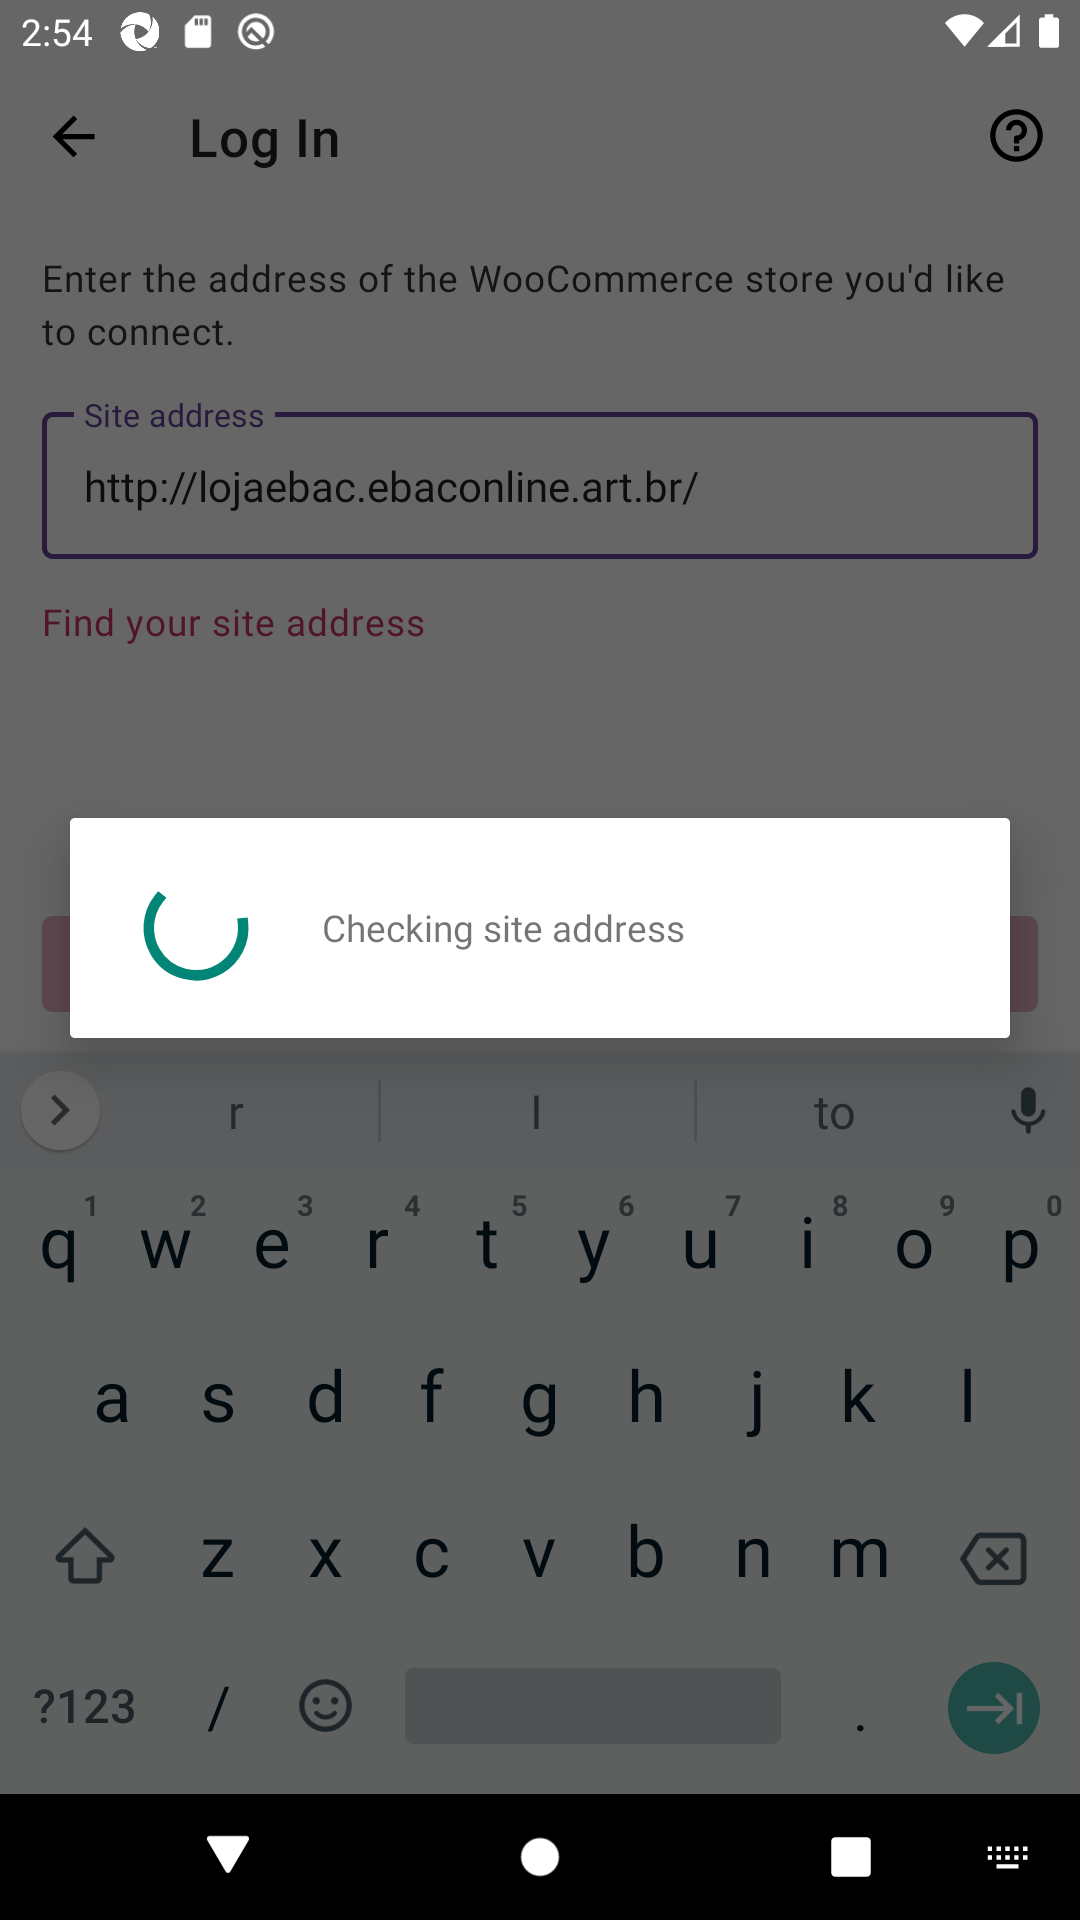 2:54
Log In
Enter the address of the WooCommerce store you'd like
to connect.
Site address
http://lojaebac.ebaconline.art.br/
Find your site address
Checking site address
r l to
1 2 3 4 5 6 7 8 9 0
q w e r t y u i o p
a s d f g h j k l
z x c v b n m
?123 / .